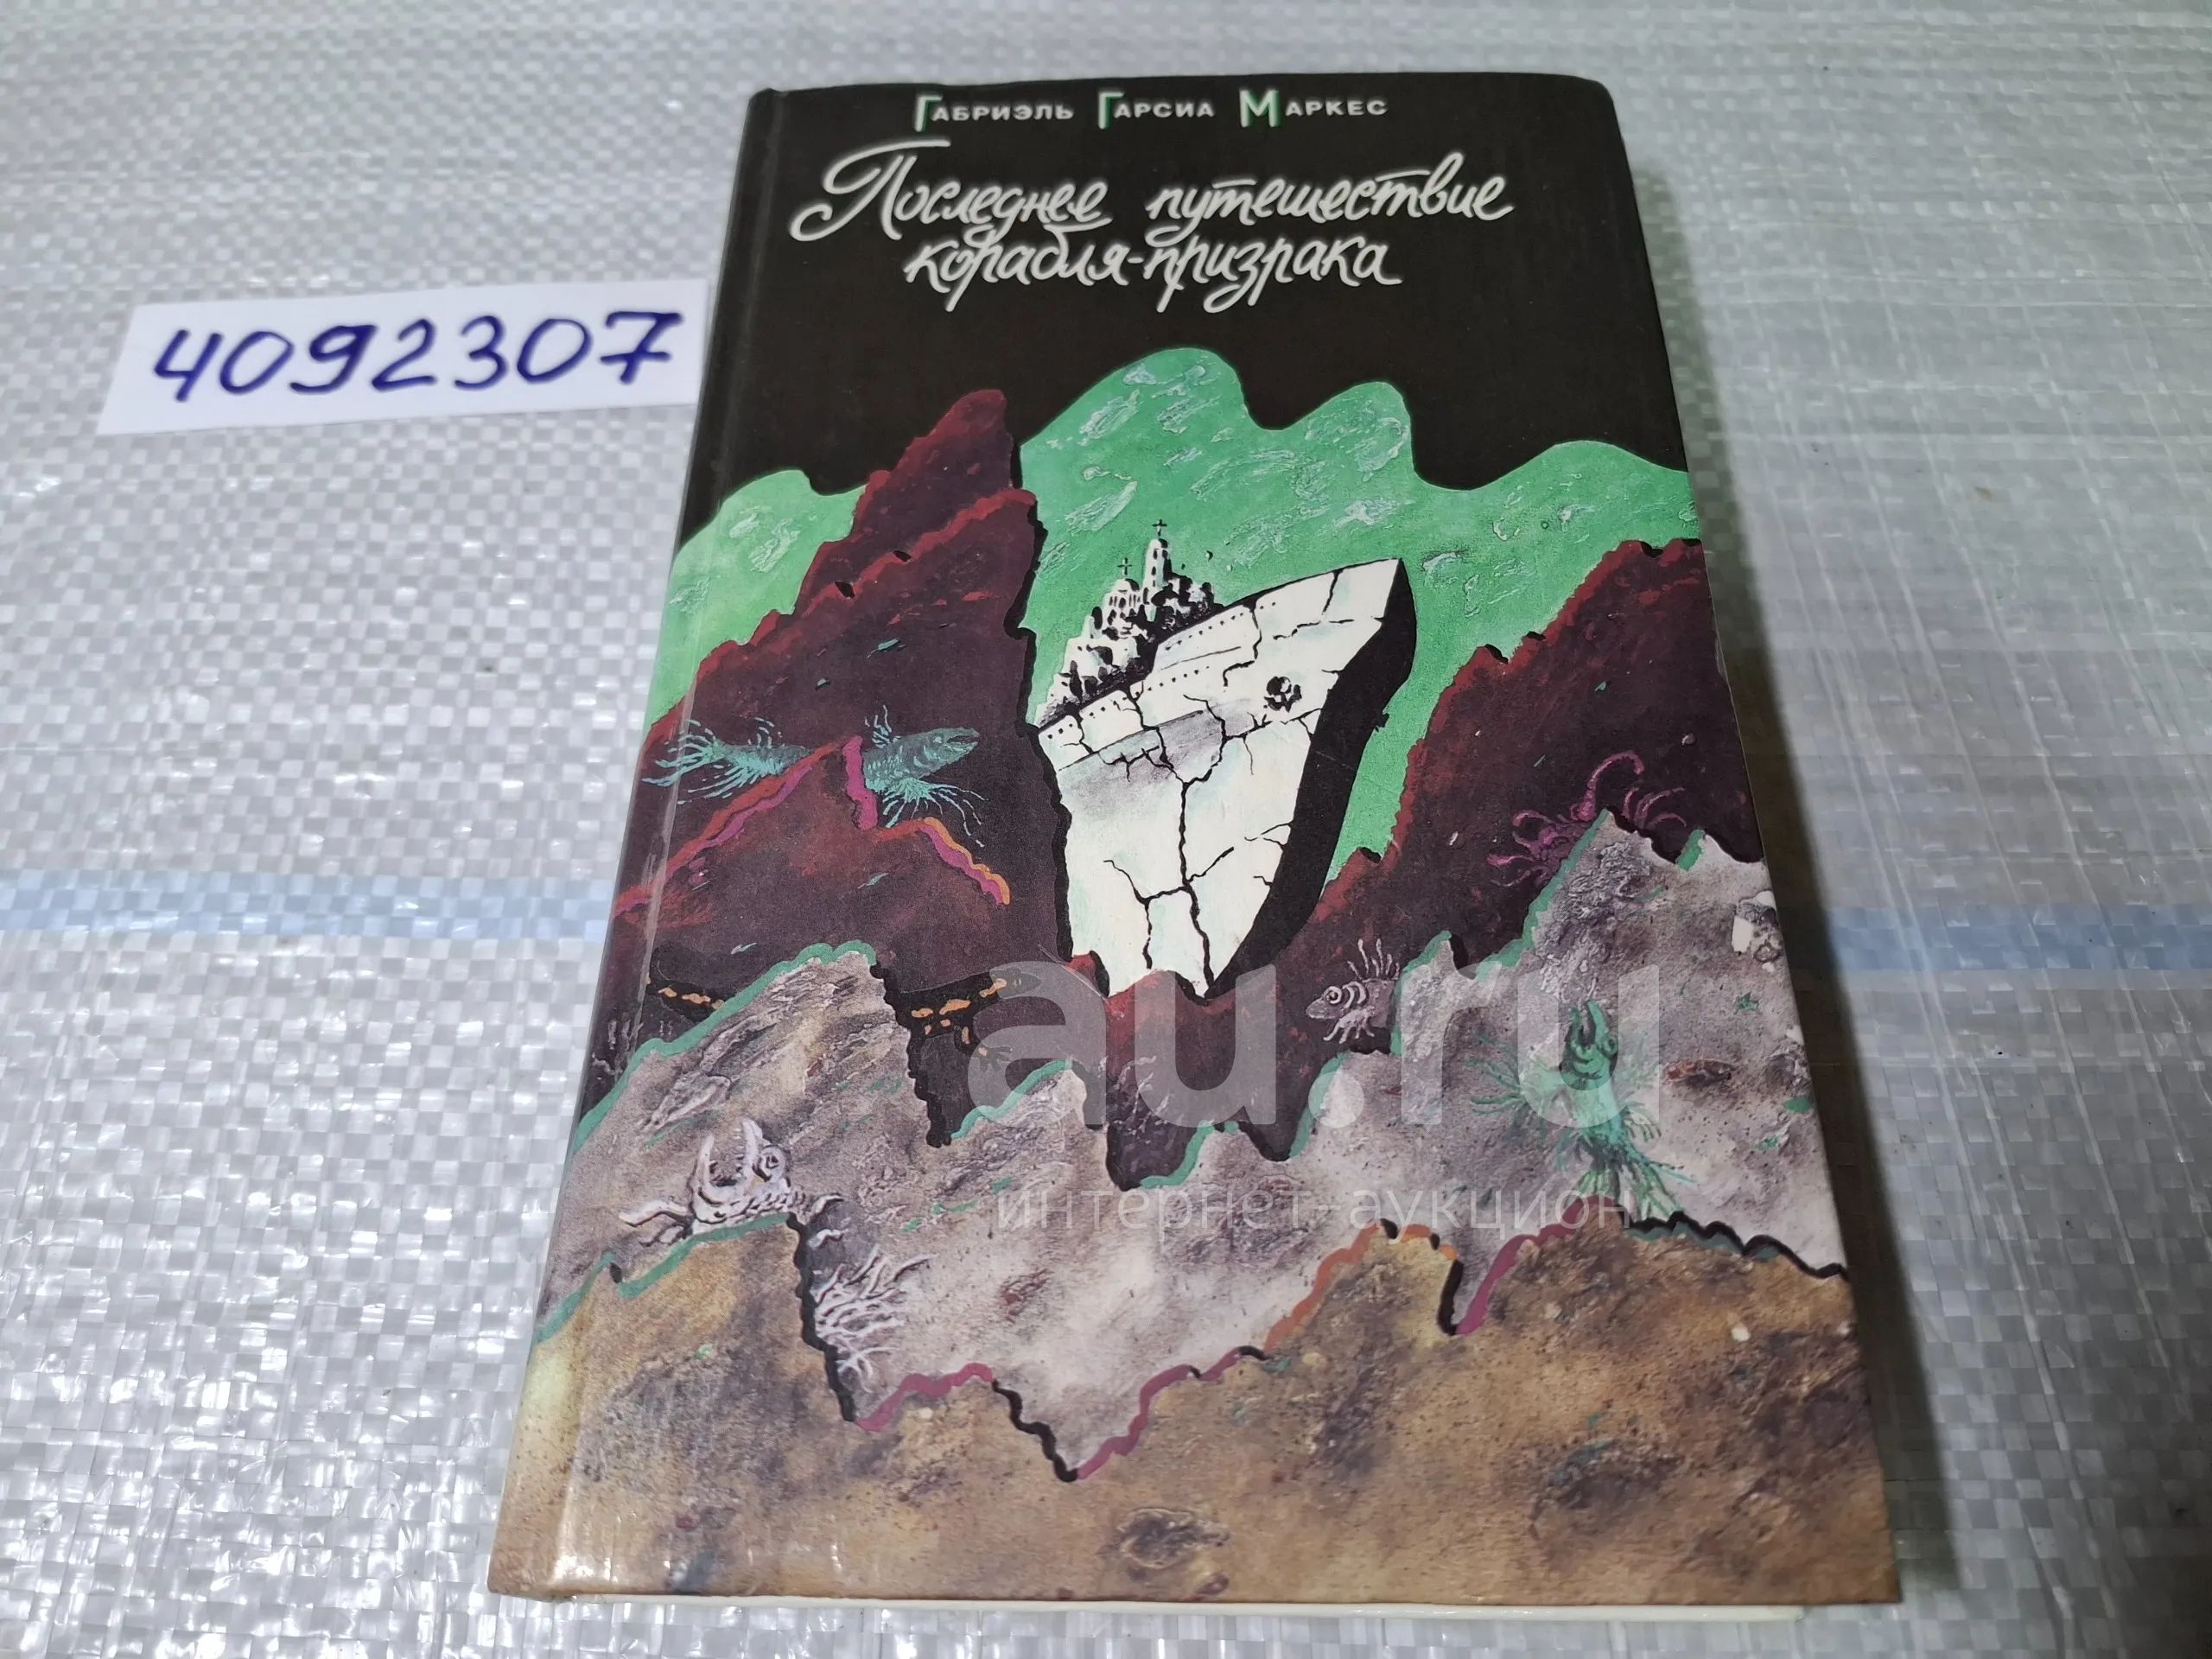 Габриэль Гарсиа Маркес
Последнее путешествие
корабля-призрака
4092307
au.ru
интернет-аукцион